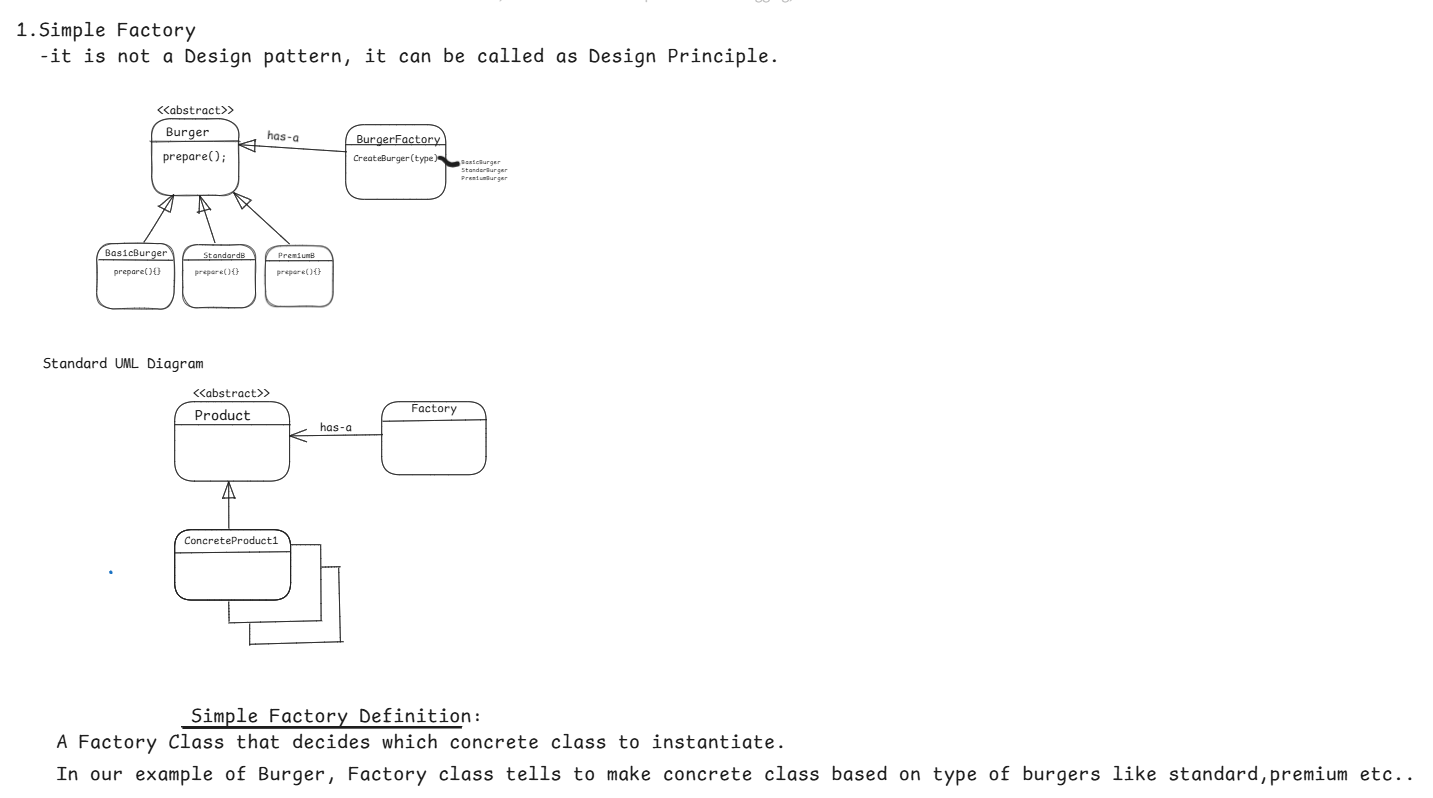 1.Simple Factory
-it is not a Design pattern, it can be called as Design Principle.
<<abstract>>
Burger
prepare();
has-a
BurgerFactory
CreateBurger(type)
BasicBurger
StandarBurger
PremiumBurger
BasicBurger
prepare(){}
StandardB
prepare(){}
PremiumB
prepare(){}
Standard UML Diagram
<<abstract>>
Product
has-a
Factory
ConcreteProduct1
Simple Factory Definition:
A Factory Class that decides which concrete class to instantiate.
In our example of Burger, Factory class tells to make concrete class based on type of burgers like standard,premium etc..